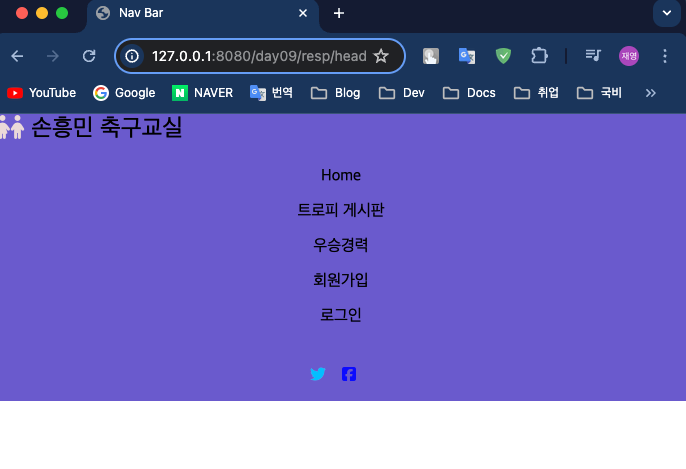 Nav Bar
127.0.0.1:8080/day09/resp/head
재영
YouTube Google NAVER 번역 Blog Dev Docs 취업 국비
손흥민 축구교실
Home
트로피 게시판
우승경력
회원가입
로그인